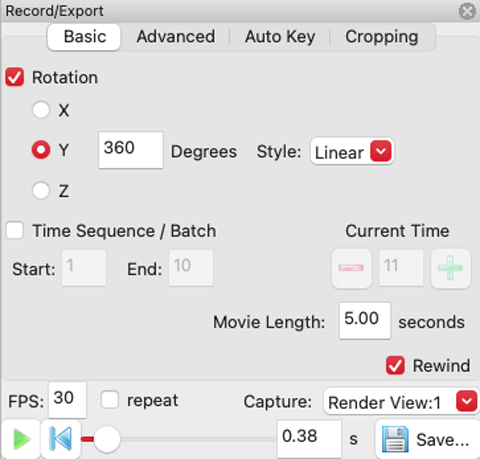 Record/Export
Basic Advanced Auto Key Cropping
Rotation
X
Y 360 Degrees Style: Linear
Z
Time Sequence / Batch Current Time
Start: 1 End: 10 11
Movie Length: 5.00 seconds
Rewind
FPS: 30 repeat Capture: Render View:1
0.38 s Save...